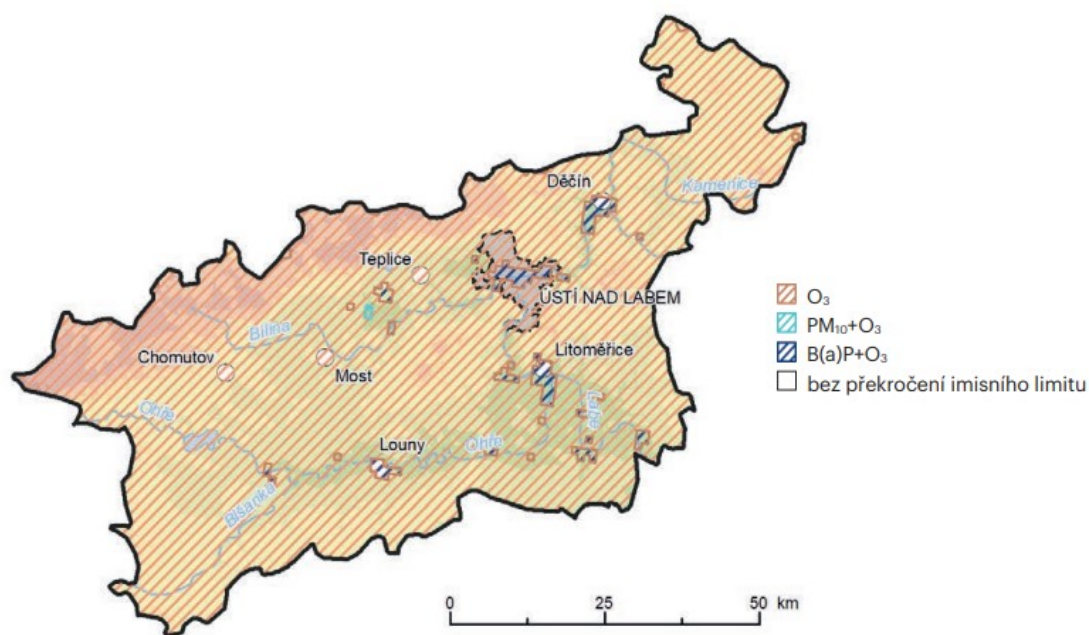 Děčín
Kamenice
Teplice
ÚSTÍ NAD LABEM
Bílina
Litoměřice
Chomutov
Most
Labe
Ohře
Louny
Ohře
Blšanka
O₃
PM₁₀+O₃
B(a)P+O₃
bez překročení imisního limitu
0 25 50 km